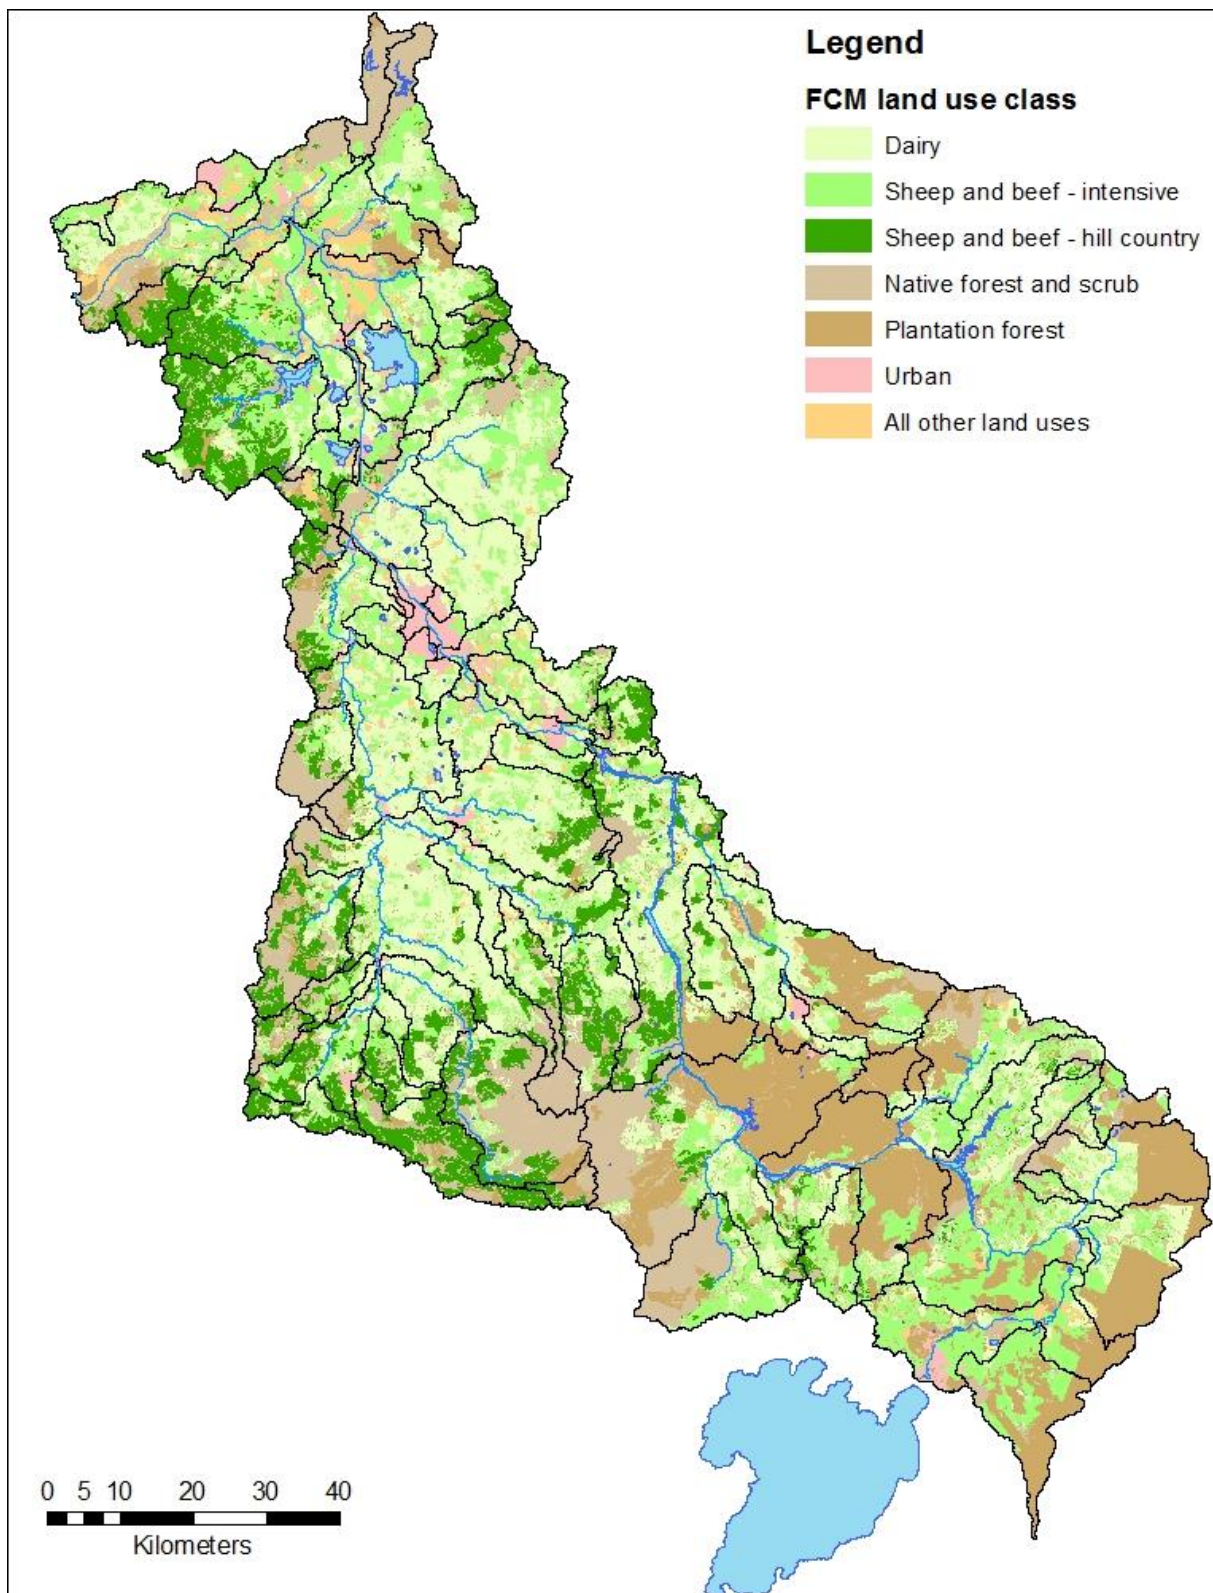 Legend
FCM land use class
Dairy
Sheep and beef - intensive
Sheep and beef - hill country
Native forest and scrub
Plantation forest
Urban
All other land uses
0 5 10 20 30 40
Kilometers